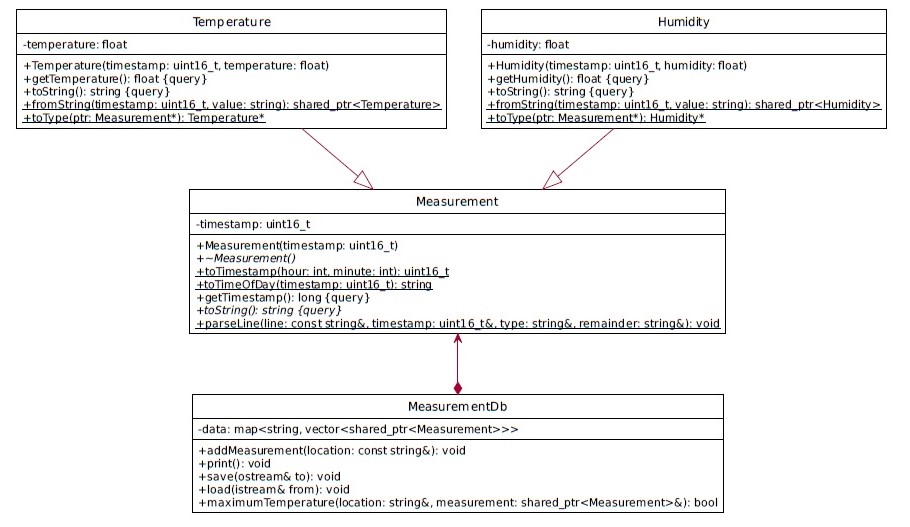 Temperature
-temperature: float
+Temperature(timestamp: uint16_t, temperature: float)
+getTemperature(): float {query}
+toString(): string {query}
+fromString(timestamp: uint16_t, value: string): shared_ptr<Temperature>
+toType(ptr: Measurement*): Temperature*
Humidity
-humidity: float
+Humidity(timestamp: uint16_t, humidity: float)
+getHumidity(): float {query}
+toString(): string {query}
+fromString(timestamp: uint16_t, value: string): shared_ptr<Humidity>
+toType(ptr: Measurement*): Humidity*
Measurement
-timestamp: uint16_t
+Measurement(timestamp: uint16_t)
+~Measurement()
+toTimestamp(hour: int, minute: int): uint16_t
+toTimeOfDay(timestamp: uint16_t): string
+getTimestamp(): long {query}
+toString(): string {query}
+parseLine(line: const string&, timestamp: uint16_t&, type: string&, remainder: string&): void
MeasurementDb
-data: map<string, vector<shared_ptr<Measurement>>>
+addMeasurement(location: const string&): void
+print(): void
+save(ostream& to): void
+load(istream& from): void
+maximumTemperature(location: string&, measurement: shared_ptr<Measurement>&): bool